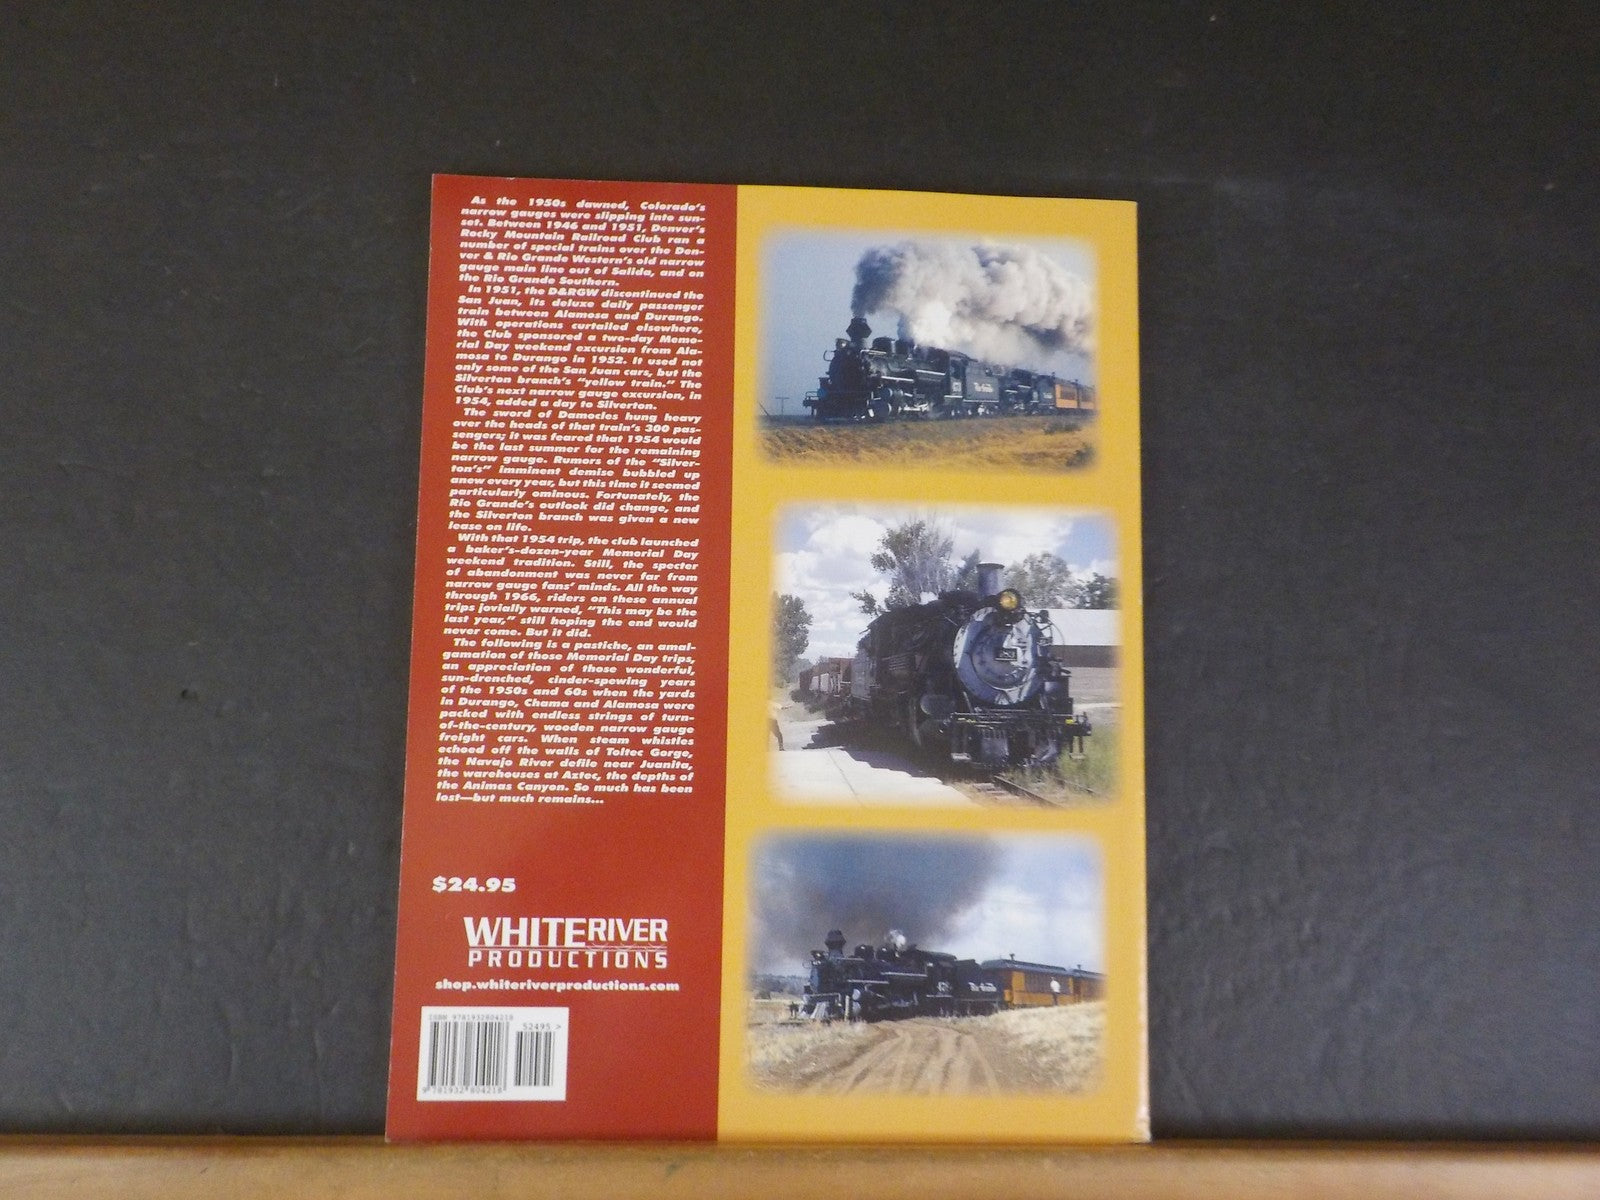 As the 1950s dawned, Colorado's
narrow gauges were slipping into sun-
set. Between 1946 and 1951, Denver's
Rocky Mountain Railroad Club ran a
number of special trains over the Den-
ver & Rio Grande Western's old narrow
gauge main line out of Salida, and on
the Rio Grande Southern.
In 1951, the D&RGW discontinued the
San Juan, its deluxe daily passenger
train between Alamosa and Durango.
With operations curtailed elsewhere,
the Club sponsored a two-day Memo-
rial Day weekend excursion from Ala-
mosa to Durango in 1952. It used not
only some of the San Juan cars, but the
Silverton branch's "yellow train." The
Club's next narrow gauge excursion, in
1954, added a day to Silverton.
The sword of Damocles hung heavy
over the heads of that train's 300 pas-
sengers; it was feared that 1954 would
be the last summer for the remaining
narrow gauge. Rumors of the "Silver-
ton's" imminent demise bubbled up
anew every year, but this time it seemed
particularly ominous. Fortunately, the
Rio Grande's outlook did change, and
the Silverton branch was given a new
lease on life.
With that 1954 trip, the club launched
a baker's-dozen-year Memorial Day
weekend tradition. Still, the specter
of abandonment was never far from
narrow gauge fans' minds. All the way
through 1966, riders on these annual
trips jovially warned, "This may be the
last year," still hoping the end would
never come. But it did.
The following is a pastiche, an amal-
gamation of those Memorial Day trips,
an appreciation of those wonderful,
sun-drenched, cinder-spewing years
of the 1950s and 60s when the yards
in Durango, Chama and Alamosa were
packed with endless strings of turn-
of-the-century, wooden narrow gauge
freight cars. When steam whistles
echoed off the walls of Toltec Gorge,
the Navajo River defile near Juanita,
the warehouses at Aztec, the depths of
the Animas Canyon. So much has been
lost—but much remains...
$24.95
WHITERIVER
PRODUCTIONS
shop.whiteriverproductions.com
ISBN 9781932804218
52495 >
9 781932 804218
Rio Grande
473
Rio Grande